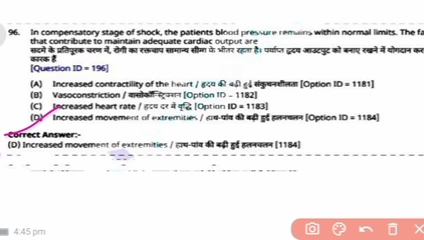 96. In compensatory stage of shock, the patients blood pressure remains within normal limits. The fa
that contribute to maintain adequate cardiac output are
सदमे के प्रतिपूरक चरण में, रोगी का रक्तचाप सामान्य सीमा के भीतर रहता है। पर्याप्त हृदय आउटपुट को बनाए रखने में योगदान कर
कारक हैं
[Question ID = 196]
(A) Increased contractility of the heart / हृदय की बढ़ी हुई संकुचनशीलता [Option ID = 1181]
(B) Vasoconstriction / [Option ID - 1182]
(C) Increased heart rate / हृदय दर में वृद्धि [Option ID = 1183]
(D) Increased movement of extremities / हाथ-पांव की बढ़ी हुई हलनचलन [Option ID = 1184]
Correct Answer:-
(D) Increased movement of extremities / हाथ-पांव की बढ़ी हुई हलनचलन [1184]
4:45 pm